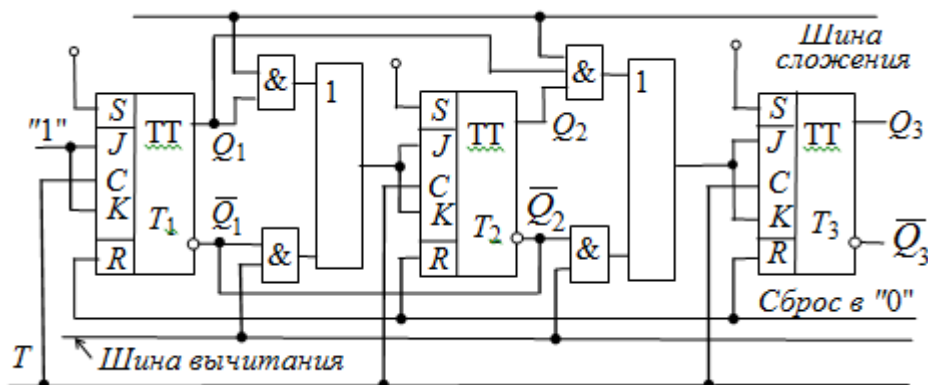 Шина
сложения
& 1 & 1
S TT Q₁ S TT Q₂ S TT Q₃
"1" J J J
C C C
K T₁ Q̅₁ K T₂ Q̅₂ K T₃ Q̅₃
R & R & R
Сброс в "0"
T Шина вычитания